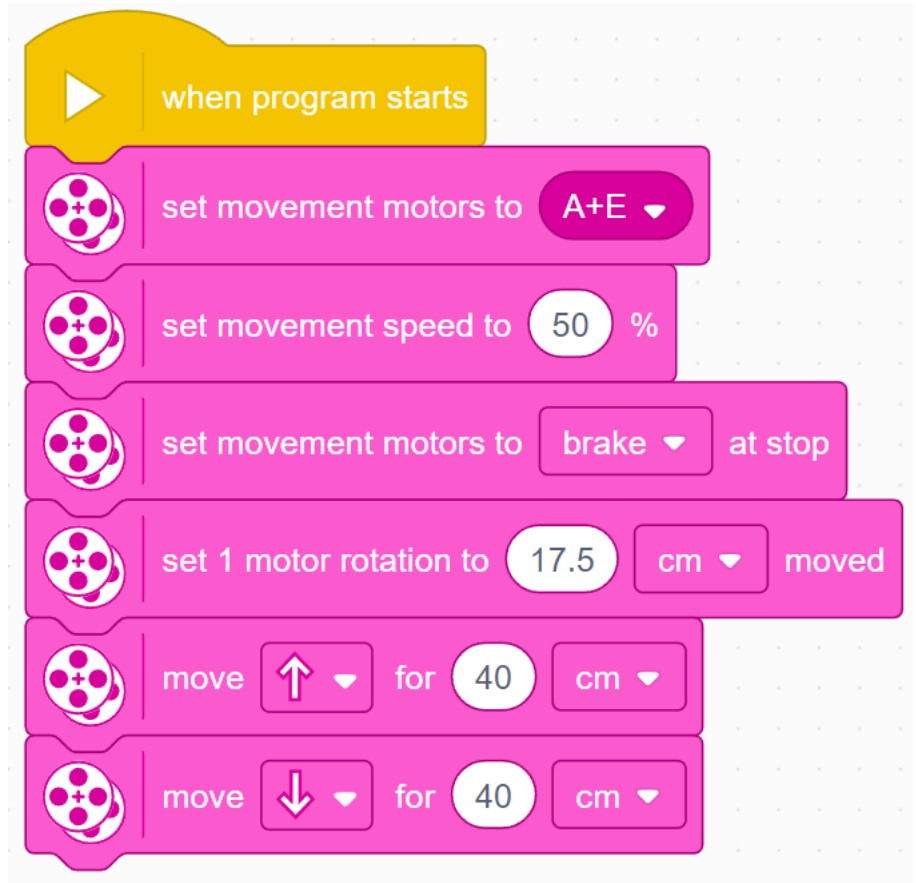 when program starts
set movement motors to A+E
set movement speed to 50 %
set movement motors to brake at stop
set 1 motor rotation to 17.5 cm moved
move for 40 cm
move for 40 cm